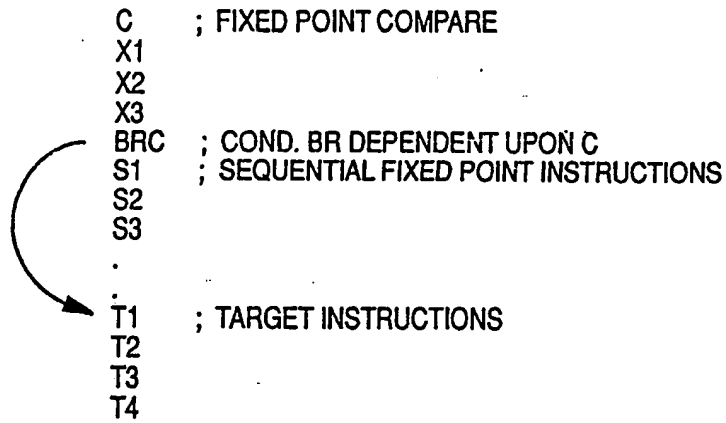 C ; FIXED POINT COMPARE
X1
X2
X3
BRC ; COND. BR DEPENDENT UPON C
S1 ; SEQUENTIAL FIXED POINT INSTRUCTIONS
S2
S3
.
.
T1 ; TARGET INSTRUCTIONS
T2
T3
T4